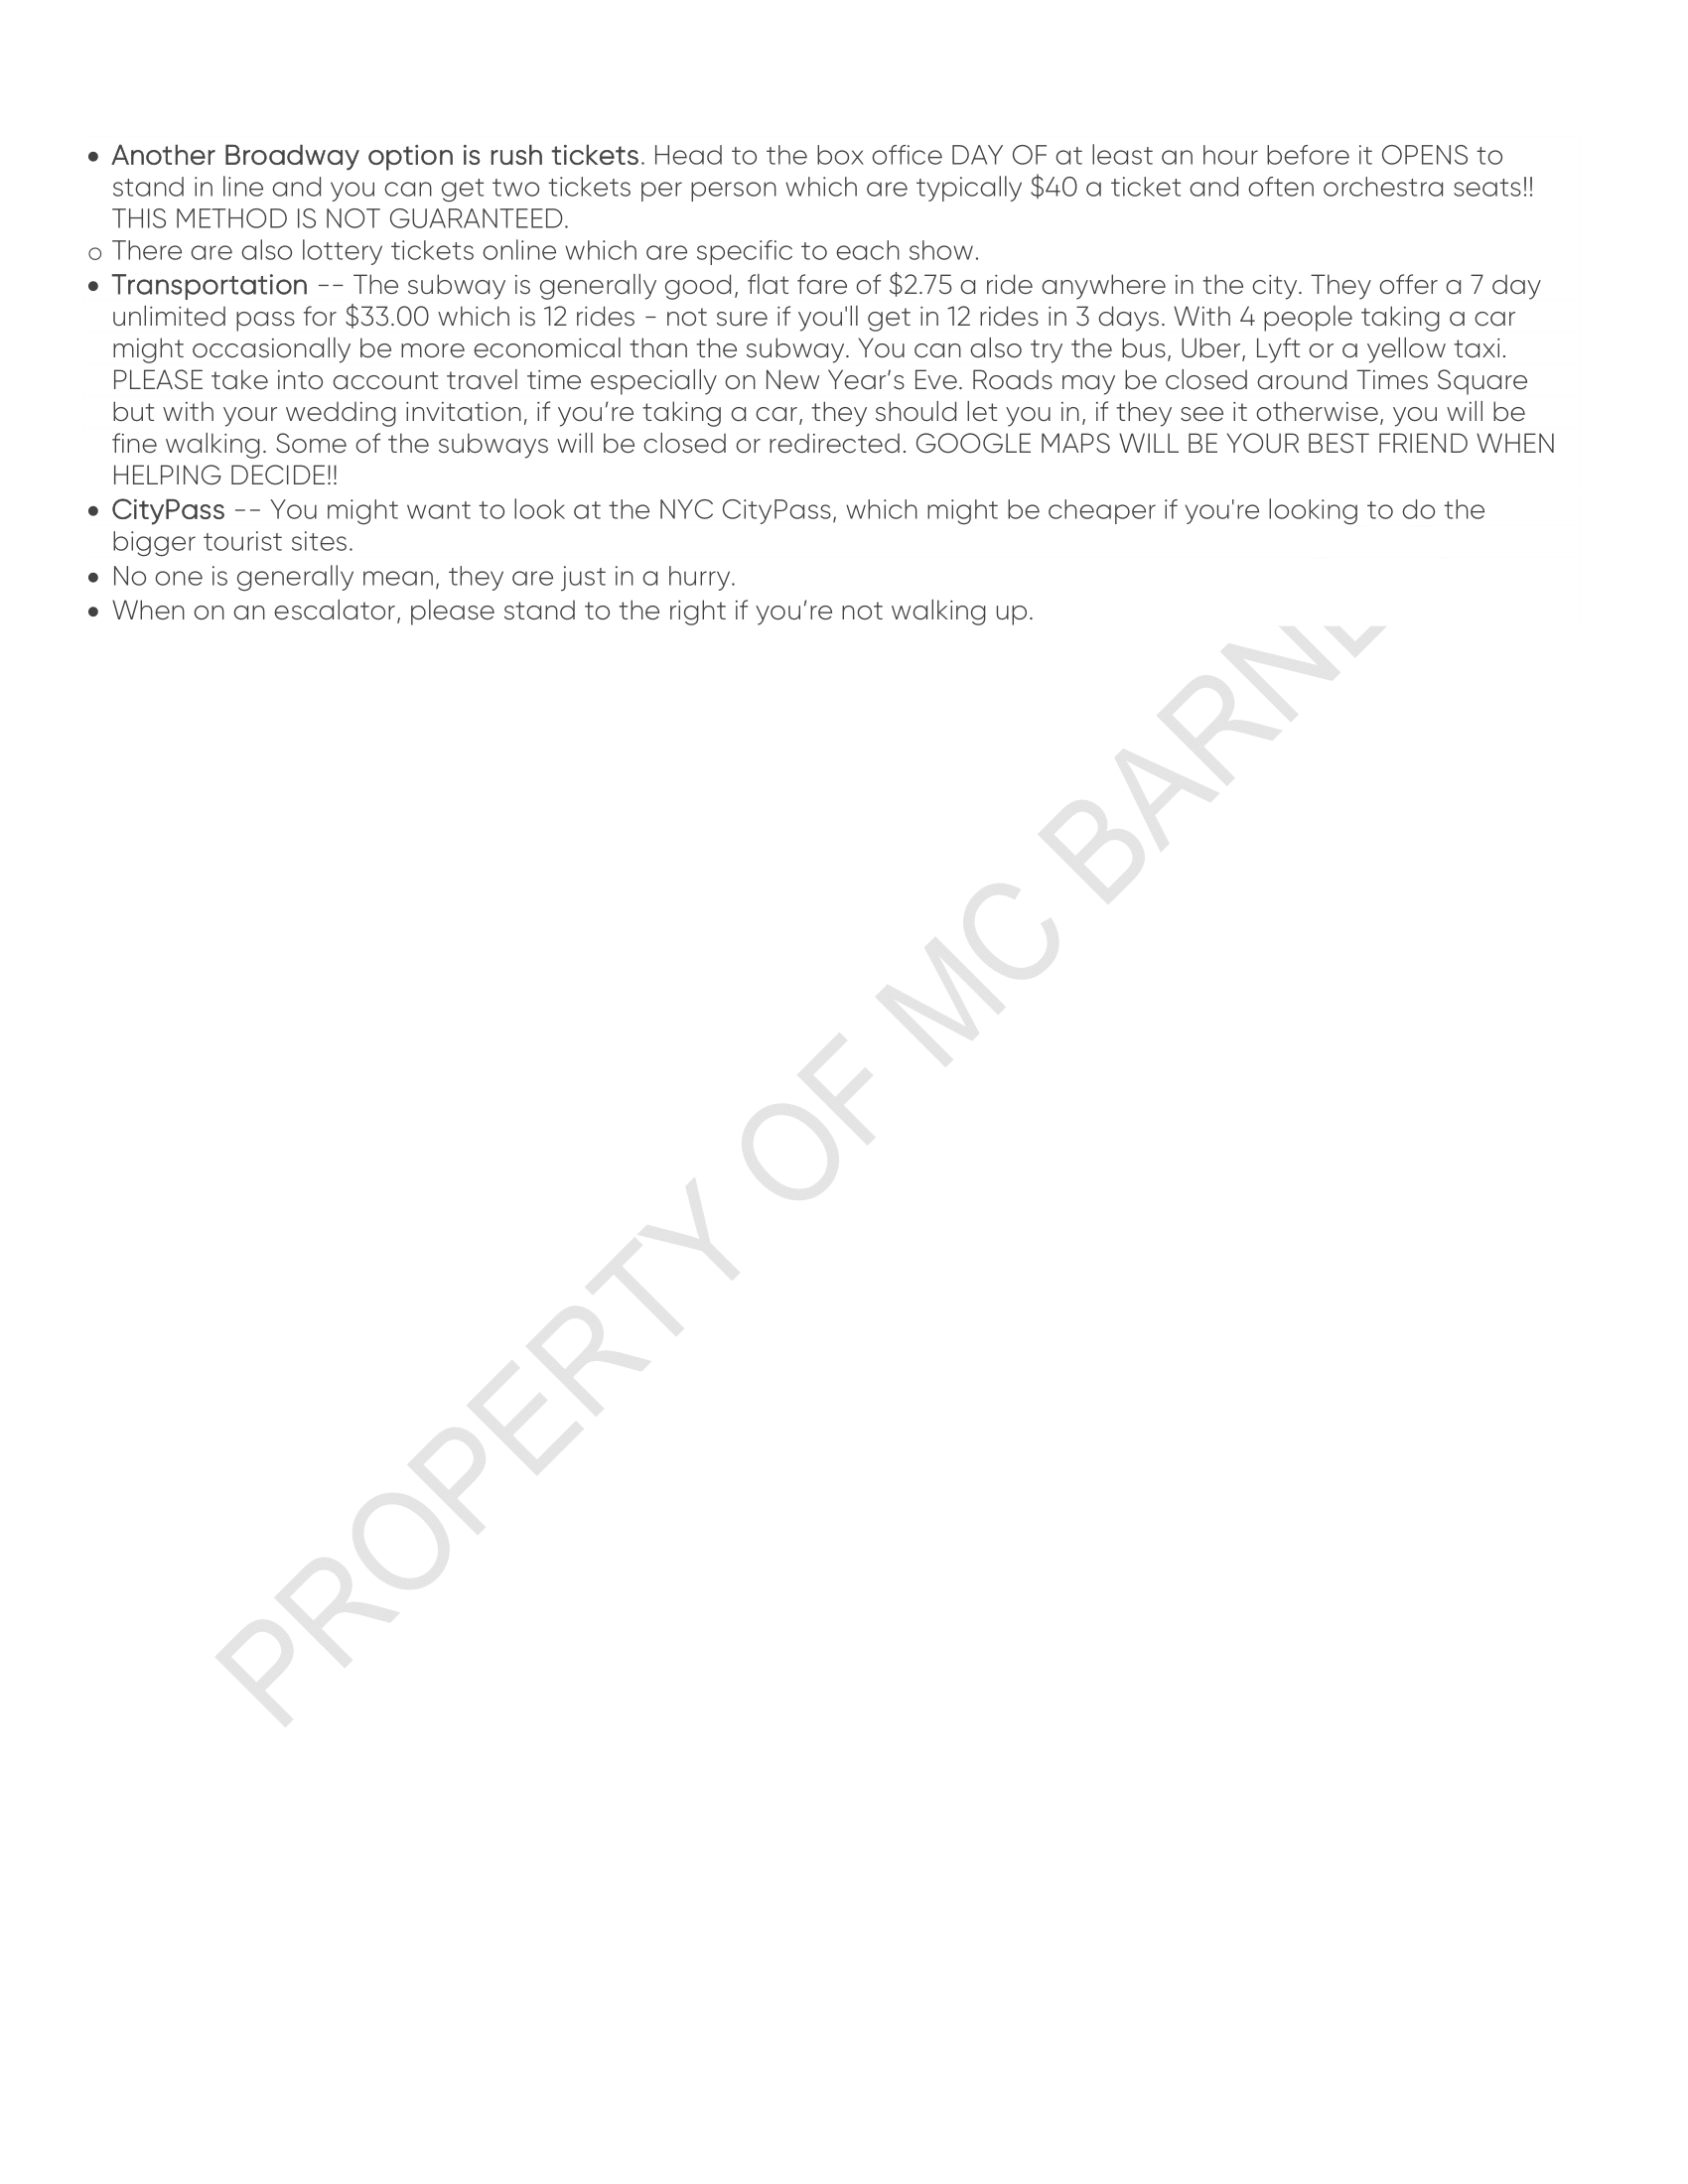 • Another Broadway option is rush tickets. Head to the box office DAY OF at least an hour before it OPENS to
stand in line and you can get two tickets per person which are typically $40 a ticket and often orchestra seats!!
THIS METHOD IS NOT GUARANTEED.
o There are also lottery tickets online which are specific to each show.
• Transportation -- The subway is generally good, flat fare of $2.75 a ride anywhere in the city. They offer a 7 day
unlimited pass for $33.00 which is 12 rides - not sure if you'll get in 12 rides in 3 days. With 4 people taking a car
might occasionally be more economical than the subway. You can also try the bus, Uber, Lyft or a yellow taxi.
PLEASE take into account travel time especially on New Year’s Eve. Roads may be closed around Times Square
but with your wedding invitation, if you’re taking a car, they should let you in, if they see it otherwise, you will be
fine walking. Some of the subways will be closed or redirected. GOOGLE MAPS WILL BE YOUR BEST FRIEND WHEN
HELPING DECIDE!!
• CityPass -- You might want to look at the NYC CityPass, which might be cheaper if you're looking to do the
bigger tourist sites.
• No one is generally mean, they are just in a hurry.
• When on an escalator, please stand to the right if you’re not walking up.
PROPERTY OF MC